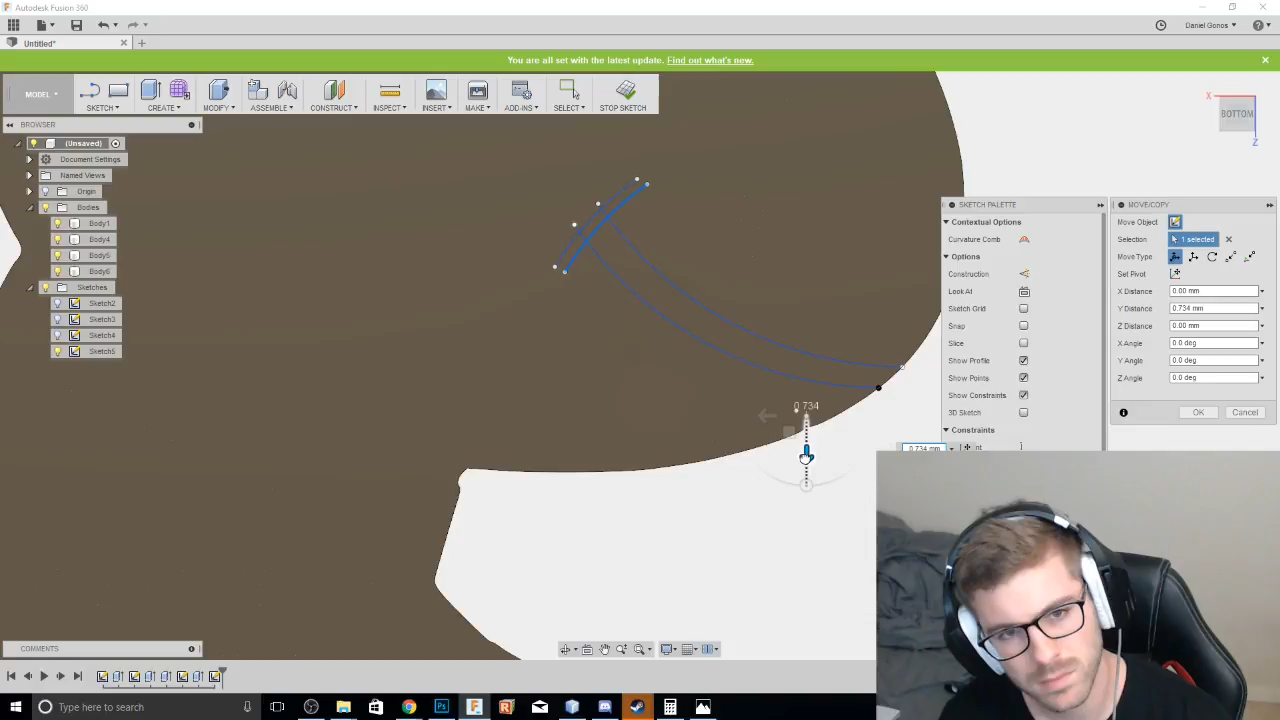 Autodesk Fusion 360
Daniel Gonos
Untitled*
You are all set with the latest update. Find out what's new.
MODEL
SKETCH
CREATE
MODIFY
ASSEMBLE
CONSTRUCT
INSPECT
INSERT
MAKE
ADD-INS
SELECT
STOP SKETCH
X
BOTTOM
Z
BROWSER
(Unsaved)
Document Settings
Named Views
Origin
Bodies
Body1
Body4
Body5
Body6
Sketches
Sketch2
Sketch3
Sketch4
Sketch5
0.734
0.734 mm
SKETCH PALETTE
Contextual Options
Curvature Comb
Options
Construction
Look At
Sketch Grid
Snap
Slice
Show Profile
Show Points
Show Constraints
3D Sketch
Constraints
MOVE/COPY
Move Object
Selection 1 selected
Move Type
Set Pivot
X Distance 0.00 mm
Y Distance 0.734 mm
Z Distance 0.00 mm
X Angle 0.0 deg
Y Angle 0.0 deg
Z Angle 0.0 deg
OK Cancel
COMMENTS
Type here to search